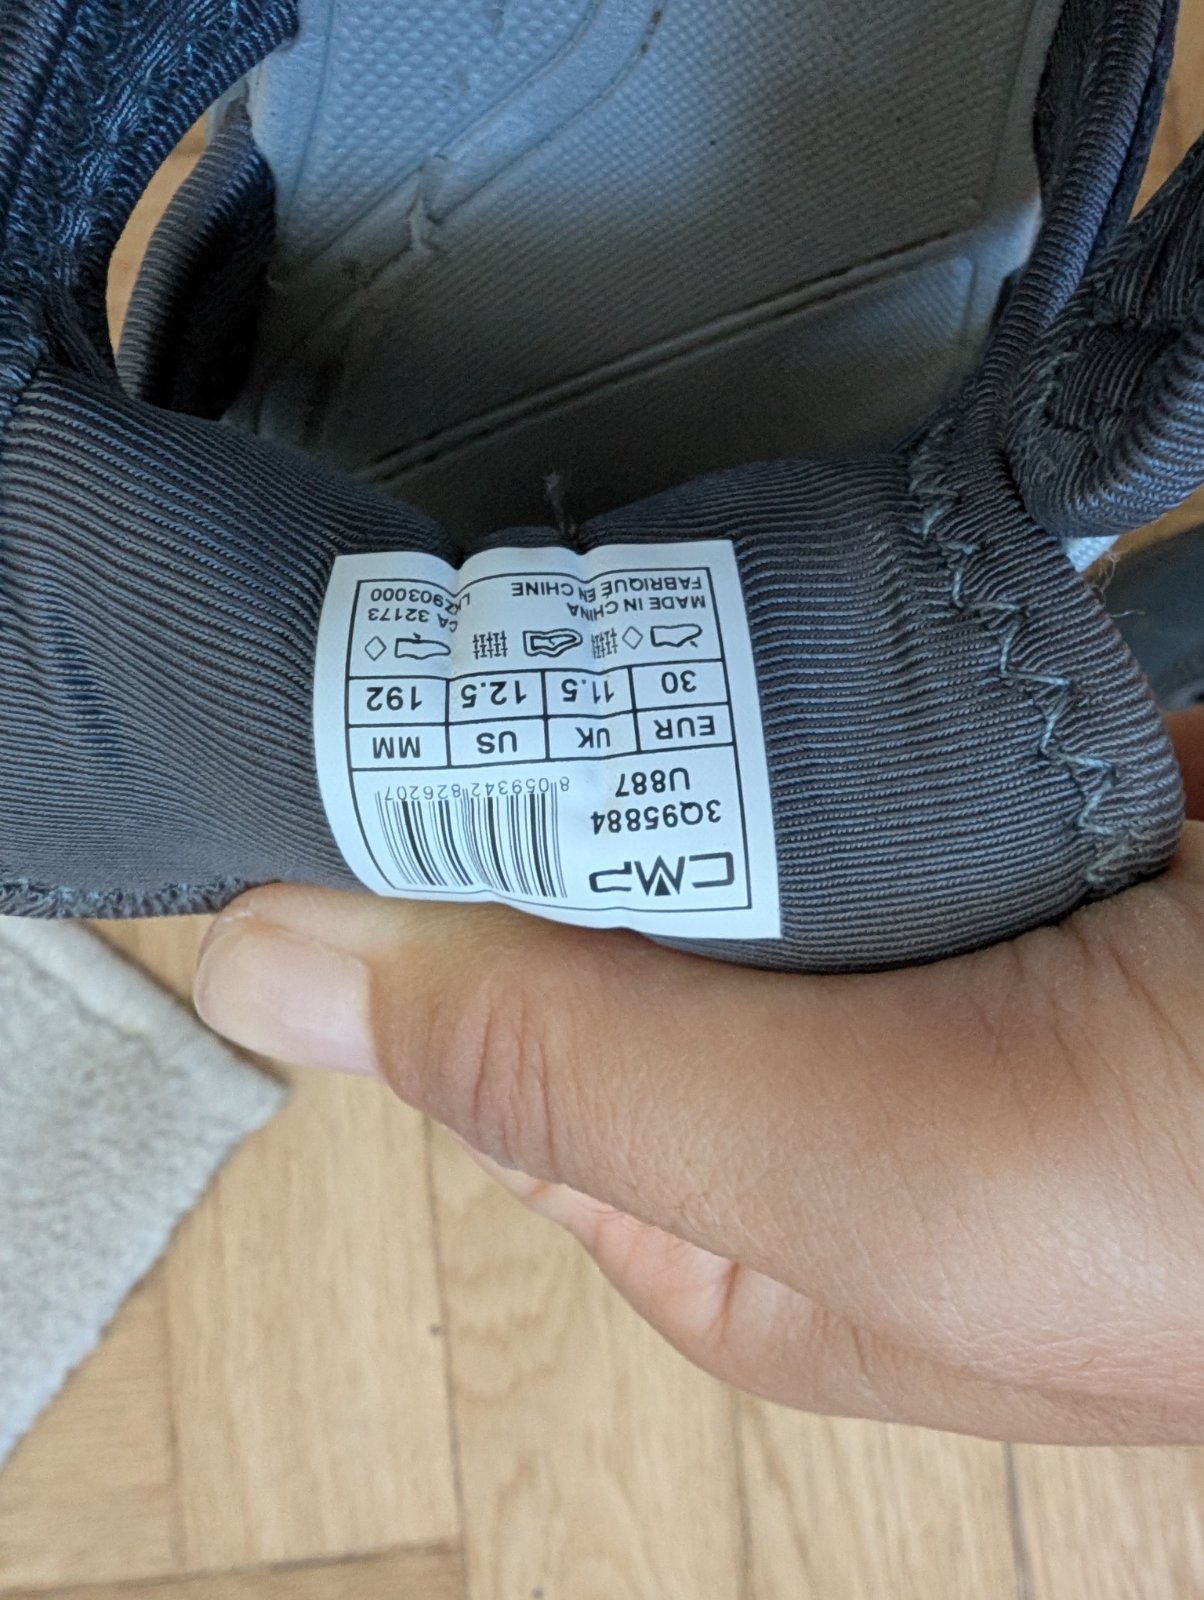 CMP
3Q95884
U887
8 059342 826207
EUR UK US MM
30 11.5 12.5 192
MADE IN CHINA
FABRIQUÉ EN CHINE
CA 32173